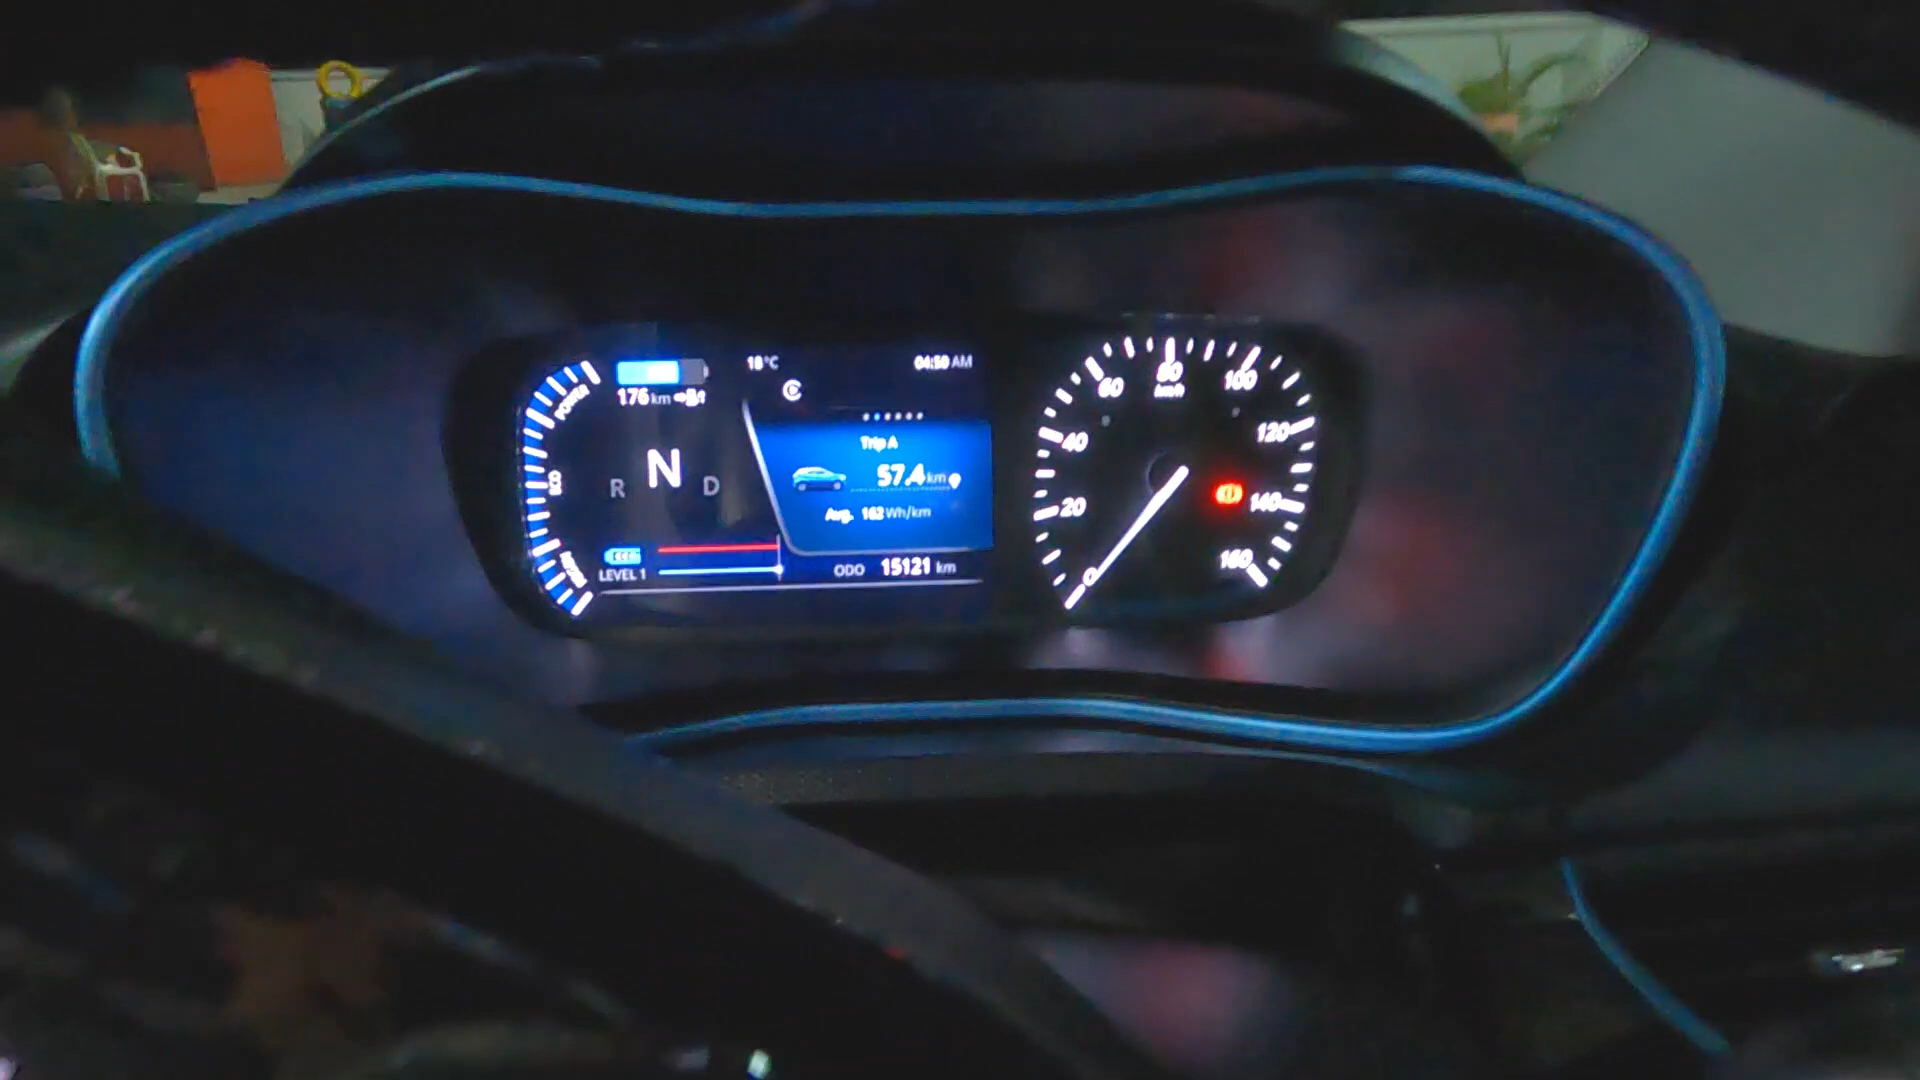 18°C
04:50 AM
176 km
POWER
ECO
N
R
D
Trip A
57.4 km
Avg. 162 Wh/km
LEVEL 1
ODO 15121 km
0
20
40
60
80
km/h
100
120
140
160